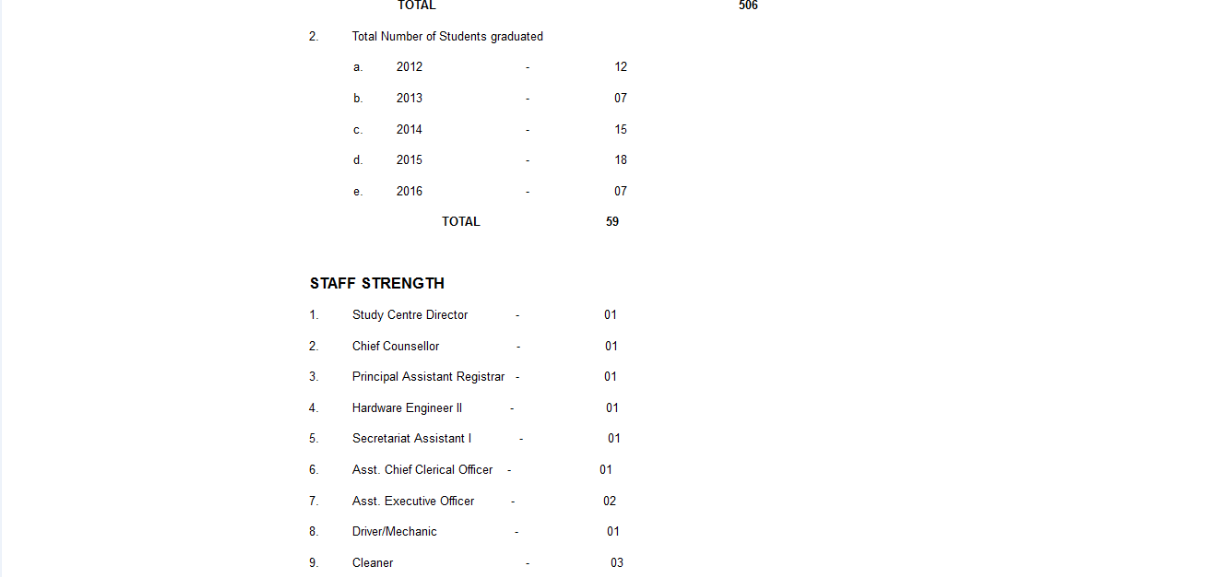 TOTAL 506
2. Total Number of Students graduated
a. 2012 - 12
b. 2013 - 07
c. 2014 - 15
d. 2015 - 18
e. 2016 - 07
TOTAL 59
STAFF STRENGTH
1. Study Centre Director - 01
2. Chief Counsellor - 01
3. Principal Assistant Registrar - 01
4. Hardware Engineer II - 01
5. Secretariat Assistant I - 01
6. Asst. Chief Clerical Officer - 01
7. Asst. Executive Officer - 02
8. Driver/Mechanic - 01
9. Cleaner - 03